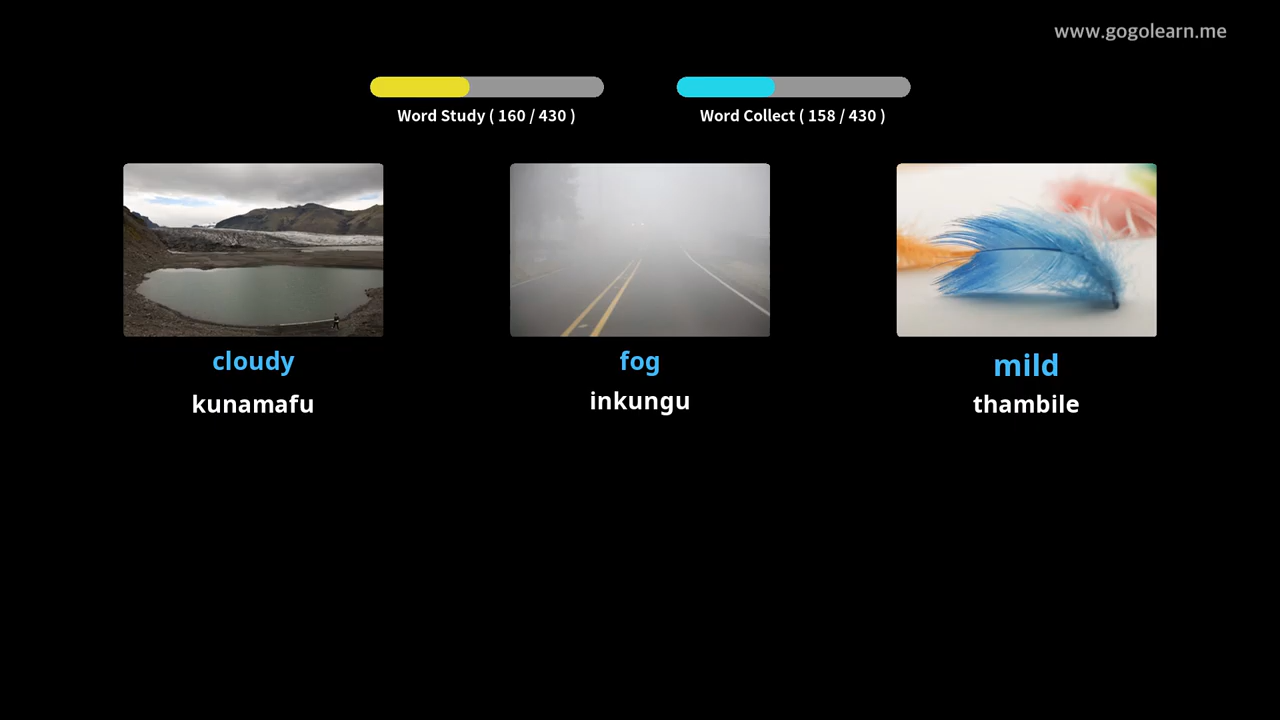 www.gogolearn.me
Word Study ( 160 / 430 )
Word Collect ( 158 / 430 )
cloudy
fog
mild
kunamafu
inkungu
thambile